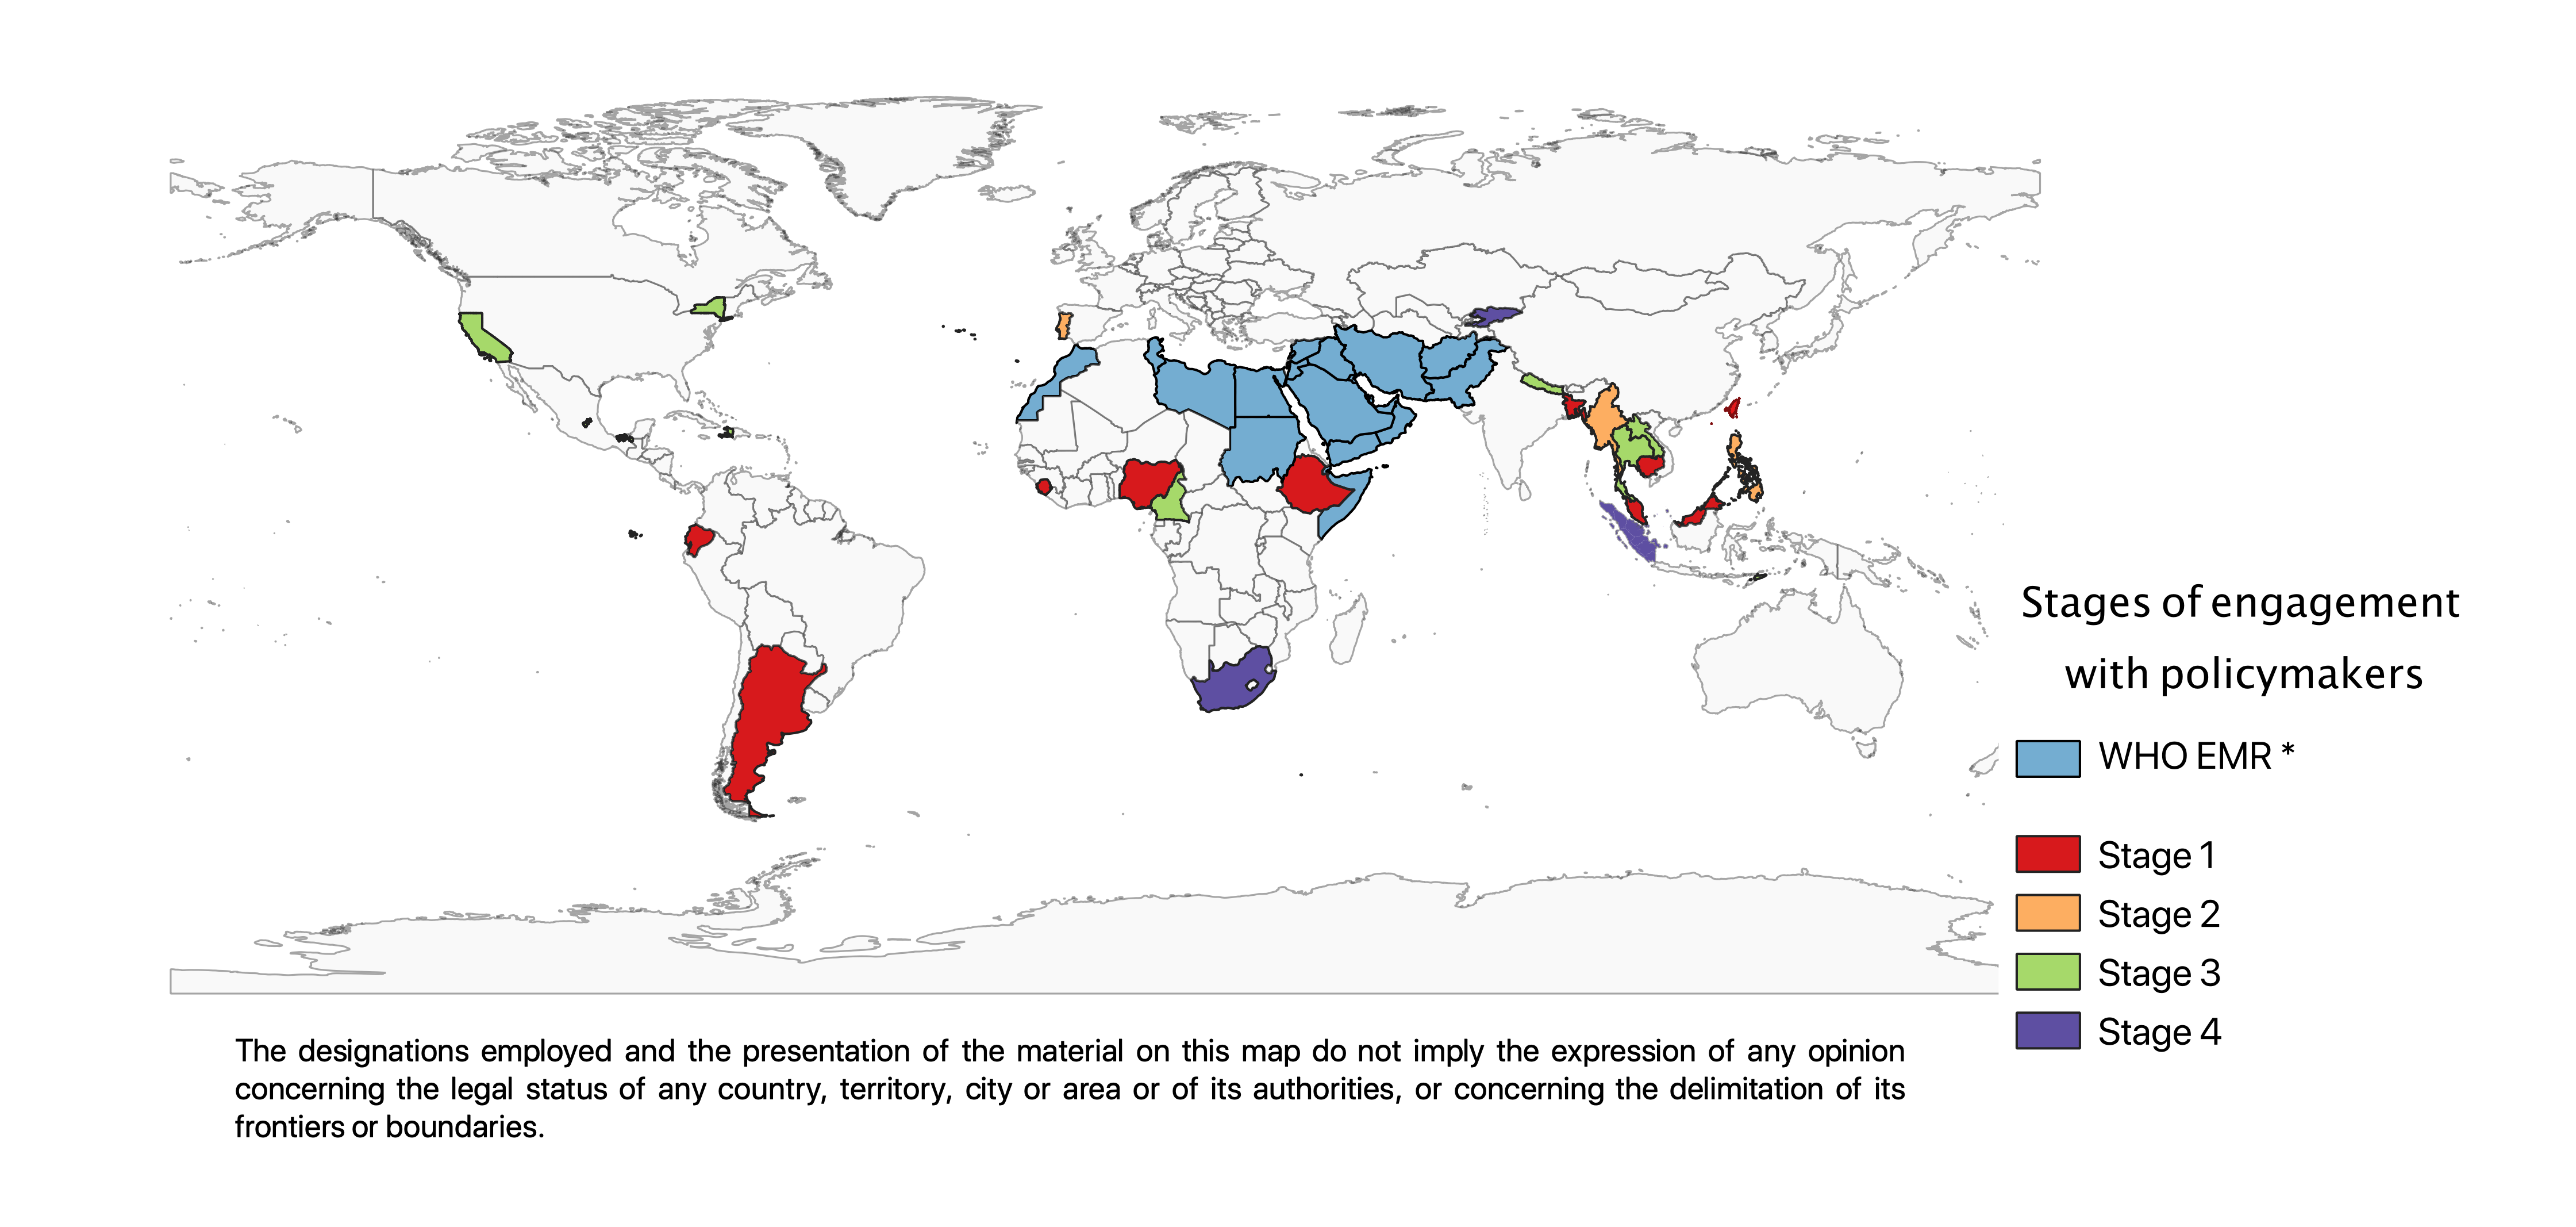 Stages of engagement
with policymakers
WHO EMR *
Stage 1
Stage 2
Stage 3
Stage 4
The designations employed and the presentation of the material on this map do not imply the expression of any opinion
concerning the legal status of any country, territory, city or area or of its authorities, or concerning the delimitation of its
frontiers or boundaries.